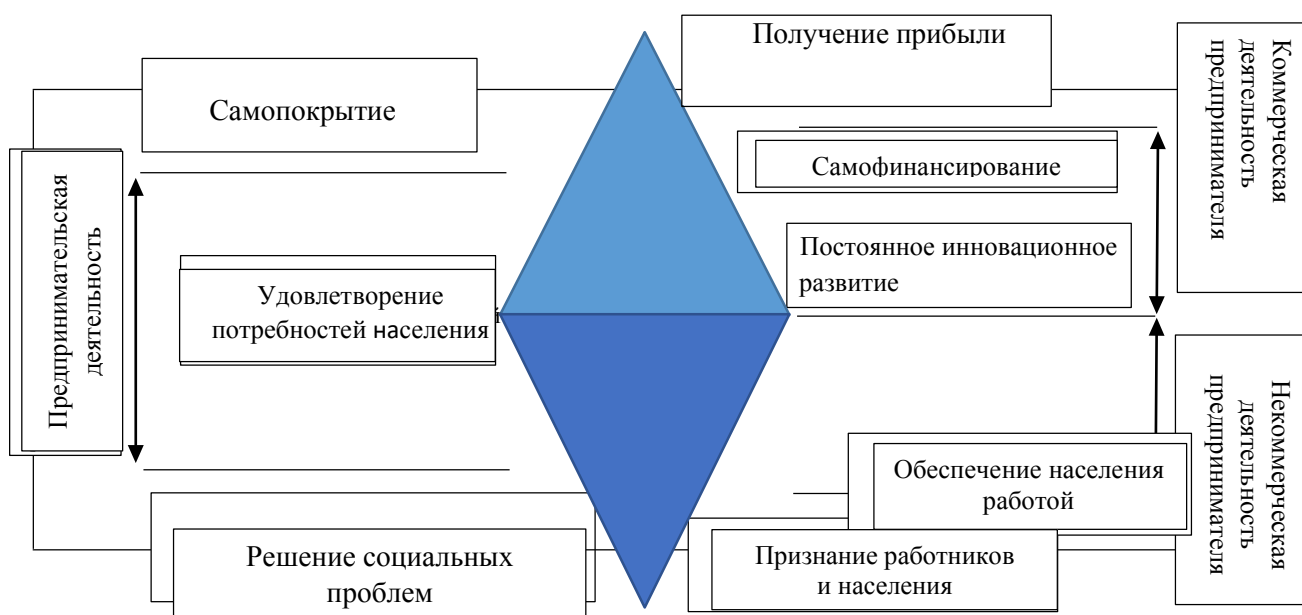 Получение прибыли
Самопокрытие
Коммерческая
деятельность
предпринимателя
Самофинансирование
Предпринимательская
деятельность
Постоянное инновационное
развитие
Удовлетворение
потребностей населения
Некоммерческая
деятельность
предпринимателя
Обеспечение населения
работой
Решение социальных
проблем
Признание работников
и населения